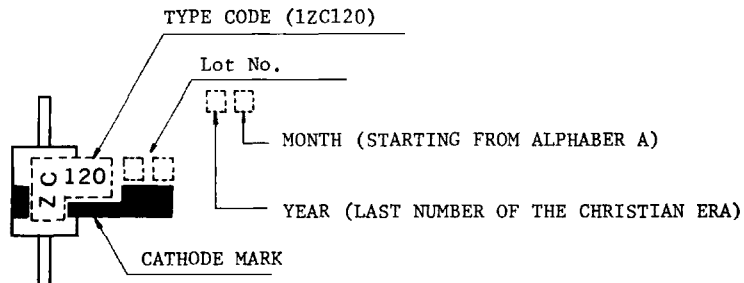 TYPE CODE (1ZC120)
Lot No.
MONTH (STARTING FROM ALPHABER A)
ZC 120
YEAR (LAST NUMBER OF THE CHRISTIAN ERA)
CATHODE MARK